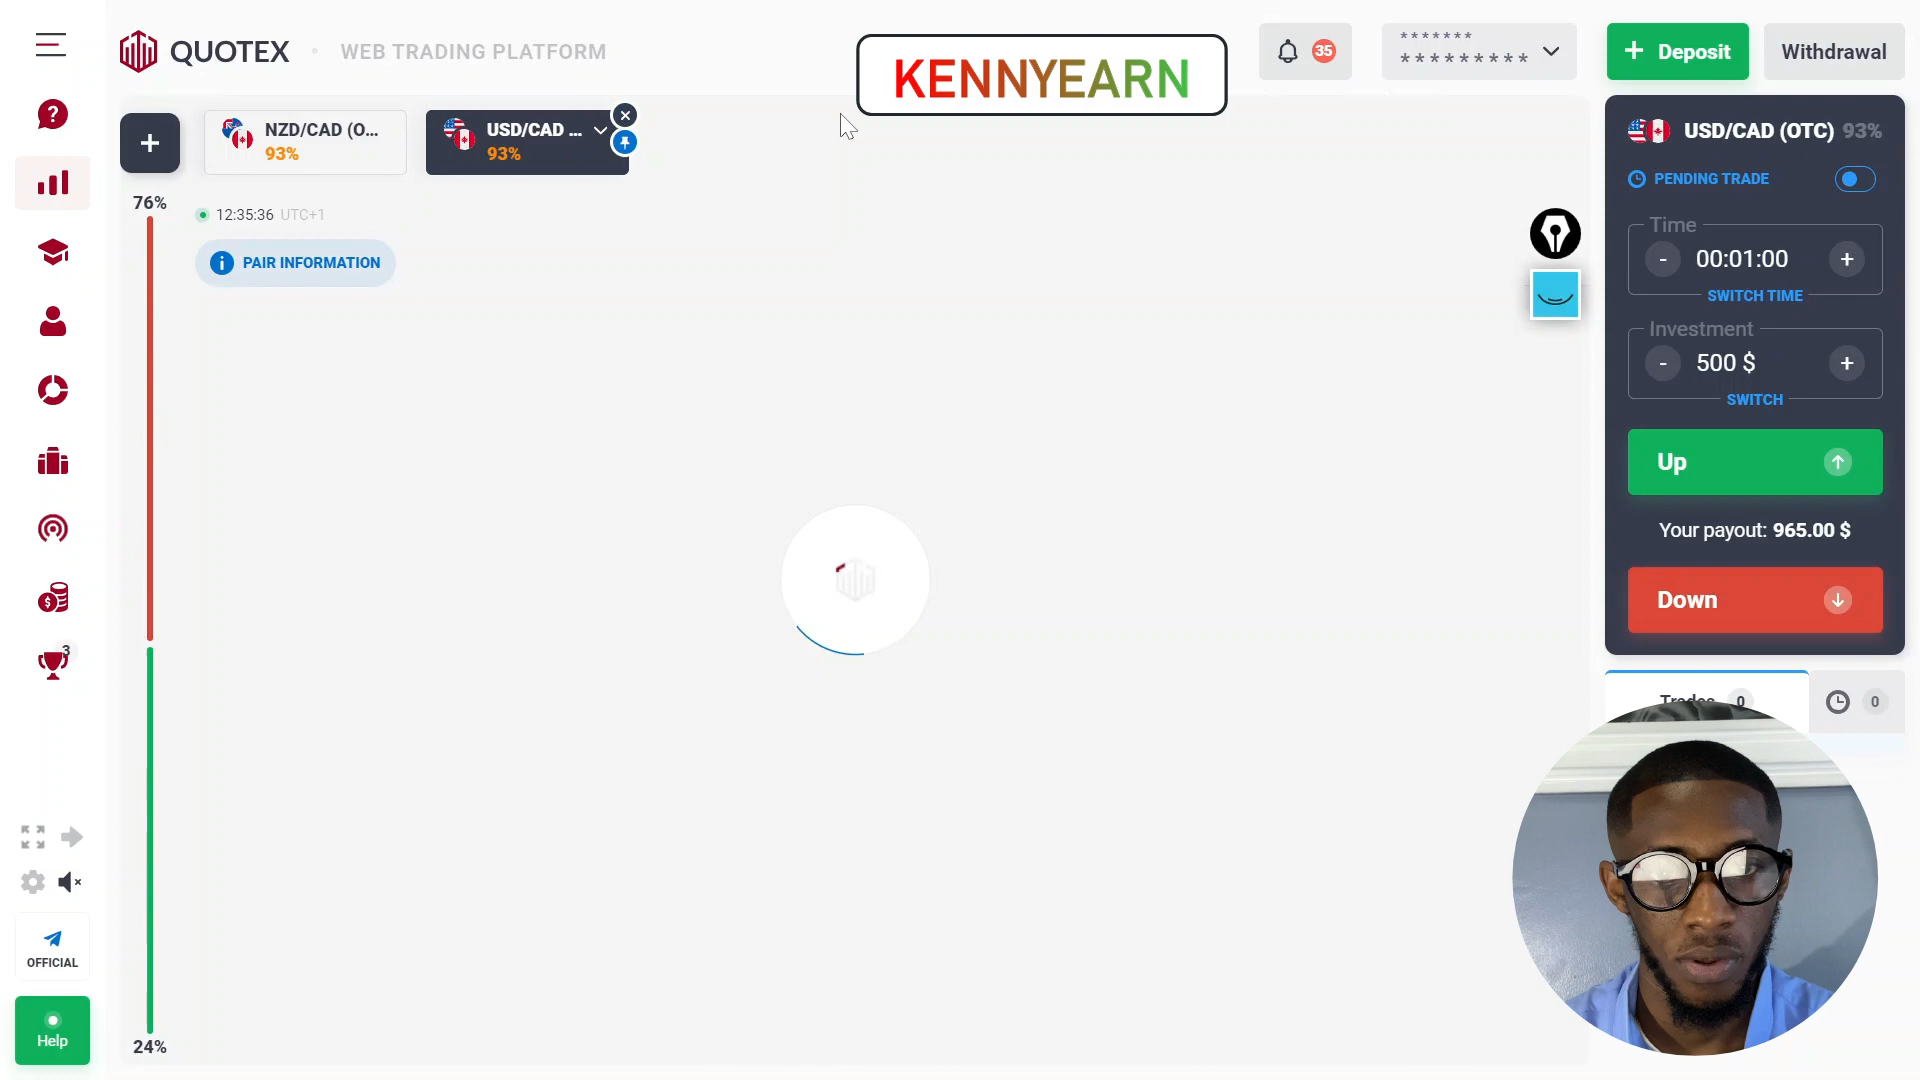 QUOTEX
WEB TRADING PLATFORM
KENNYEARN
35
*******
*********
+ Deposit
Withdrawal
+
NZD/CAD (O...
93%
USD/CAD ...
93%
76%
12:35:36 UTC+1
i PAIR INFORMATION
USD/CAD (OTC) 93%
PENDING TRADE
Time
- 00:01:00 +
SWITCH TIME
Investment
- 500 $ +
SWITCH
Up
Your payout: 965.00 $
Down
Trades 0
0
?
3
OFFICIAL
Help
24%